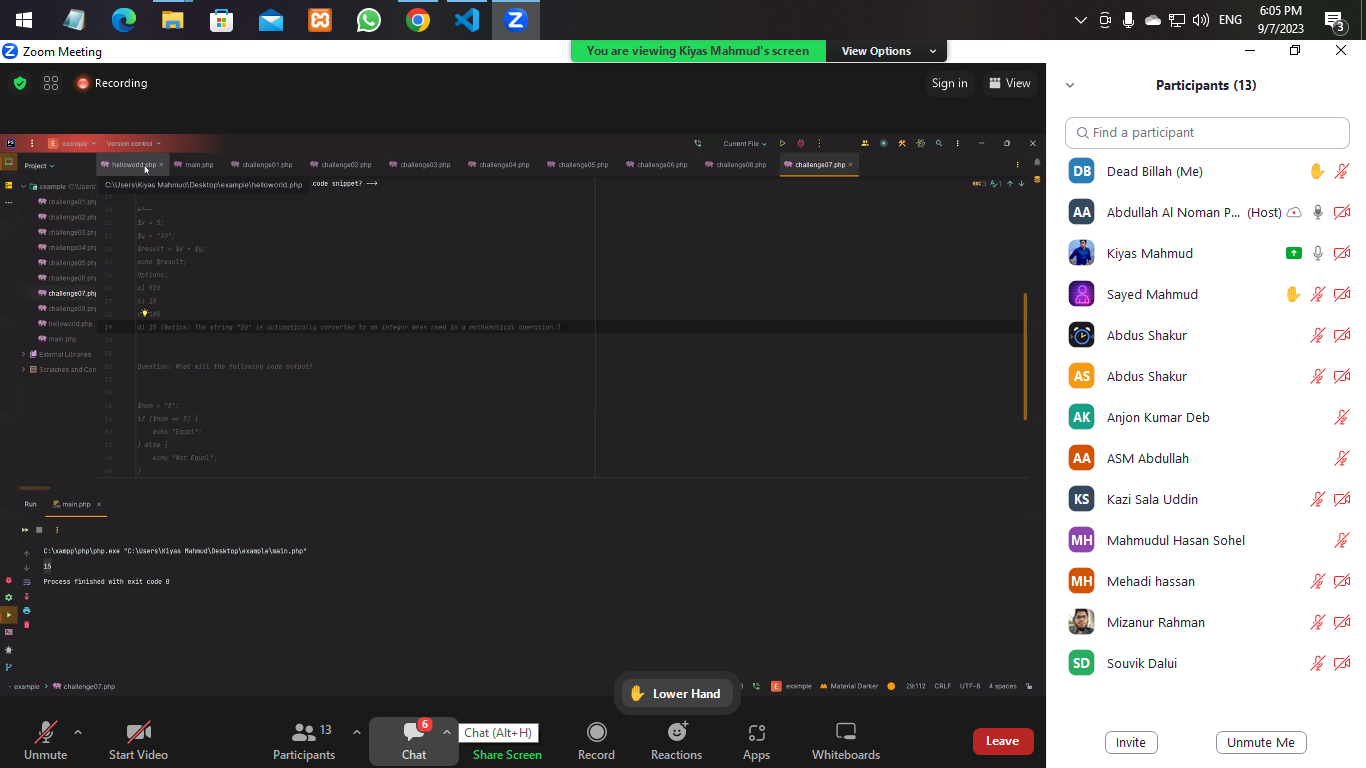 6:05 PM
ENG
9/7/2023
3
Zoom Meeting
You are viewing Kiyas Mahmud's screen
View Options
Recording
Sign in
View
Participants (13)
Find a participant
Dead Billah (Me)
Abdullah Al Noman P... (Host)
Kiyas Mahmud
Sayed Mahmud
Abdus Shakur
Abdus Shakur
Anjon Kumar Deb
ASM Abdullah
Kazi Sala Uddin
Mahmudul Hasan Sohel
Mehadi hassan
Mizanur Rahman
Souvik Dalui
DB
AA
AS
AK
AA
KS
MH
MH
SD
Invite
Unmute Me
PS
E example
Version control
Current File
Project
helloworld.php
main.php
challenge01.php
challenge02.php
challenge03.php
challenge04.php
challenge05.php
challenge06.php
challenge08.php
challenge07.php
C:\Users\Kiyas Mahmud\Desktop\example\helloworld.php
code snippet? -->
example C:\Users\
challenge01.php
challenge02.php
challenge03.php
challenge04.php
challenge05.php
challenge06.php
challenge07.php
challenge08.php
helloworld.php
main.php
External Libraries
Scratches and Con
<!--
$x = 5;
$y = "10";
$result = $x + $y;
echo $result;
Options:
a) 510
b) 15
d) 15 (Notice: The string "10" is automatically converted to an integer when used in a mathematical operation.)
Question: What will the following code output?
$num = "5";
if ($num == 5) {
echo "Equal";
} else {
echo "Not Equal";
}
Run
main.php
C:\xampp\php\php.exe "C:\Users\Kiyas Mahmud\Desktop\example\main.php"
15
Process finished with exit code 0
example
challenge07.php
E example
Material Darker
29:112
CRLF
UTF-8
4 spaces
Lower Hand
Unmute
Start Video
13
Participants
6
Chat
Chat (Alt+H)
Share Screen
Record
Reactions
Apps
Whiteboards
Leave